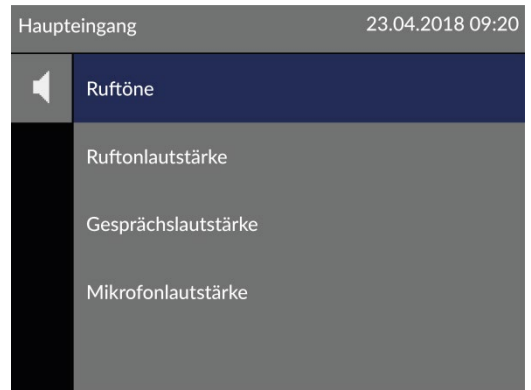 Haupteingang 23.04.2018 09:20
Ruftöne
Ruftonlautstärke
Gesprächslautstärke
Mikrofonlautstärke